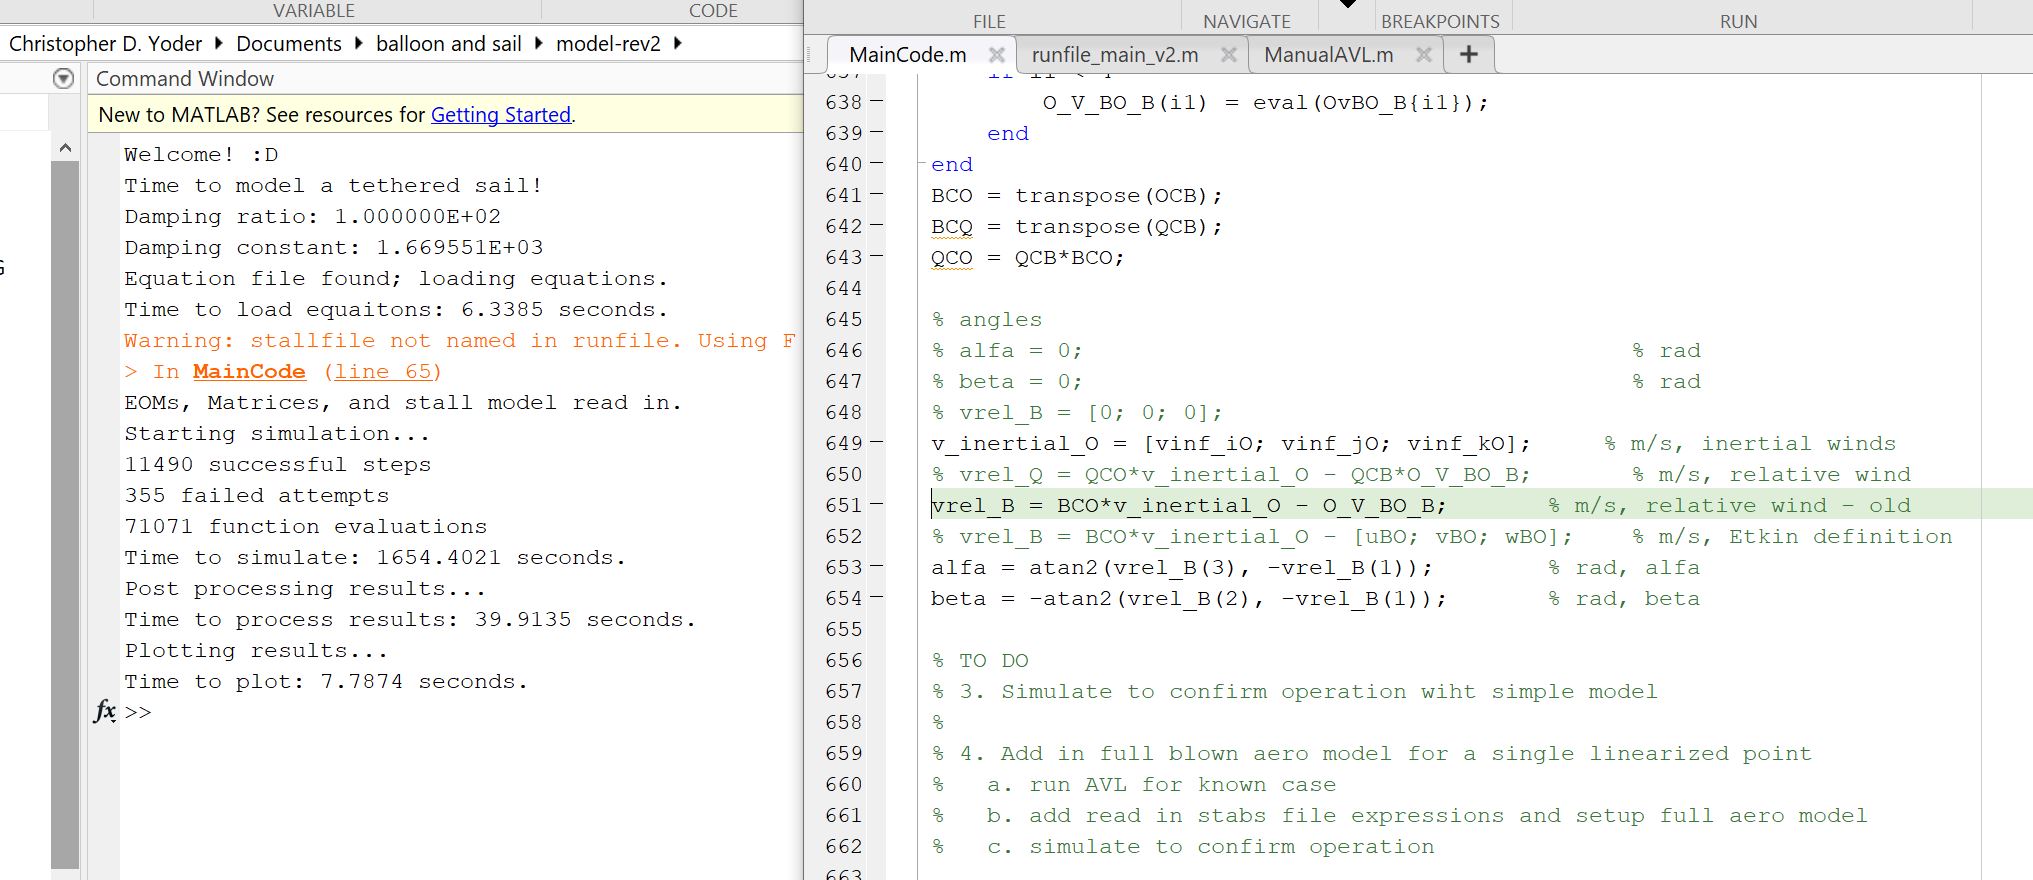 VARIABLE CODE
Christopher D. Yoder Documents balloon and sail model-rev2
Command Window
New to MATLAB? See resources for Getting Started.
Welcome! :D
Time to model a tethered sail!
Damping ratio: 1.000000E+02
Damping constant: 1.669551E+03
Equation file found; loading equations.
Time to load equaitons: 6.3385 seconds.
Warning: stallfile not named in runfile. Using F
> In MainCode (line 65)
EOMs, Matrices, and stall model read in.
Starting simulation...
11490 successful steps
355 failed attempts
71071 function evaluations
Time to simulate: 1654.4021 seconds.
Post processing results...
Time to process results: 39.9135 seconds.
Plotting results...
Time to plot: 7.7874 seconds.
fx >>
FILE NAVIGATE BREAKPOINTS RUN
MainCode.m runfile_main_v2.m ManualAVL.m +
638 O_V_BO_B(i1) = eval(OvBO_B{i1});
639 end
640 end
641 BCO = transpose(OCB);
642 BCQ = transpose(QCB);
643 QCO = QCB*BCO;
644
645 % angles
646 % alfa = 0; % rad
647 % beta = 0; % rad
648 % vrel_B = [0; 0; 0];
649 v_inertial_O = [vinf_iO; vinf_jO; vinf_kO]; % m/s, inertial winds
650 % vrel_Q = QCO*v_inertial_O - QCB*O_V_BO_B; % m/s, relative wind
651 vrel_B = BCO*v_inertial_O - O_V_BO_B; % m/s, relative wind - old
652 % vrel_B = BCO*v_inertial_O - [uBO; vBO; wBO]; % m/s, Etkin definition
653 alfa = atan2(vrel_B(3), -vrel_B(1)); % rad, alfa
654 beta = -atan2(vrel_B(2), -vrel_B(1)); % rad, beta
655
656 % TO DO
657 % 3. Simulate to confirm operation wiht simple model
658 %
659 % 4. Add in full blown aero model for a single linearized point
660 % a. run AVL for known case
661 % b. add read in stabs file expressions and setup full aero model
662 % c. simulate to confirm operation
663